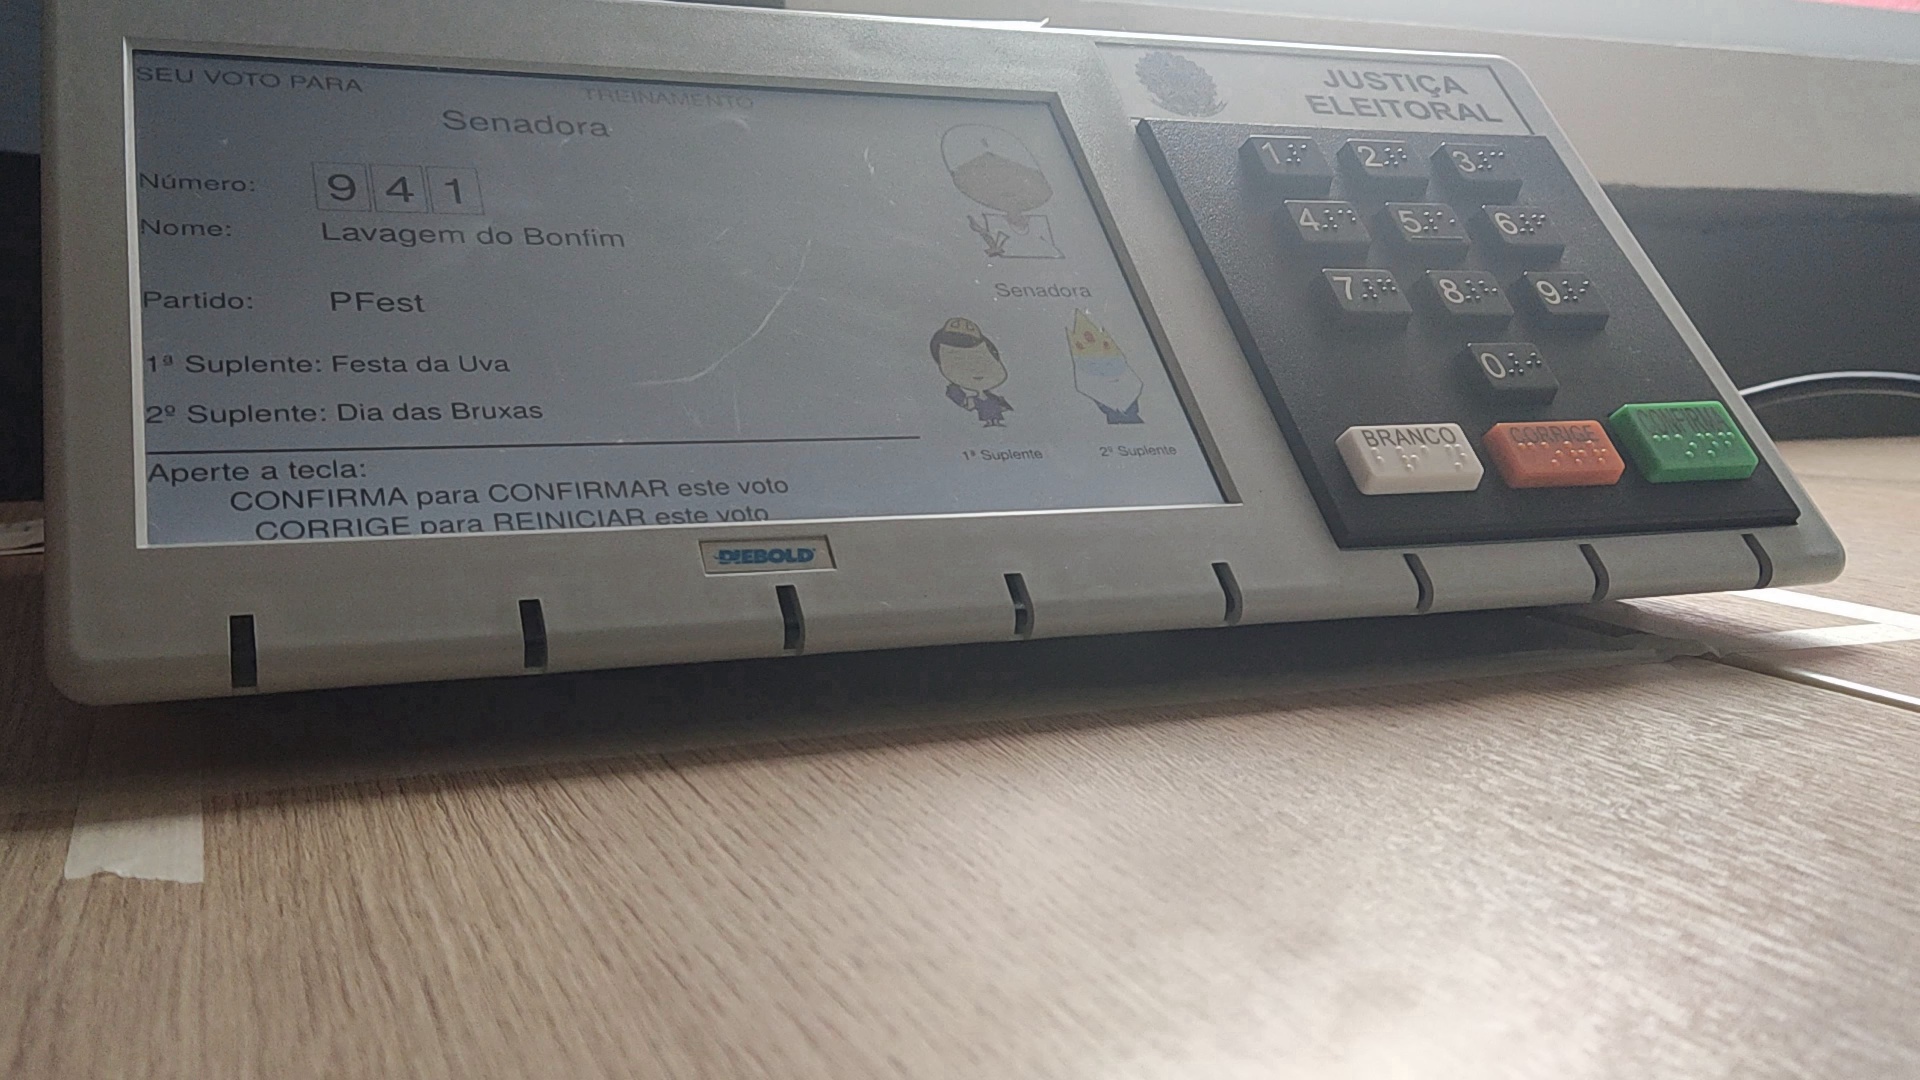 SEU VOTO PARA
TREINAMENTO
Senadora
Número: 9 4 1
Nome: Lavagem do Bonfim
Partido: PFest
1ª Suplente: Festa da Uva
2º Suplente: Dia das Bruxas
Senadora
1ª Suplente
2º Suplente
Aperte a tecla:
CONFIRMA para CONFIRMAR este voto
CORRIGE para REINICIAR este voto
DIEBOLD
JUSTIÇA
ELEITORAL
1 2 3
4 5 6
7 8 9
0
BRANCO CORRIGE CONFIRMA